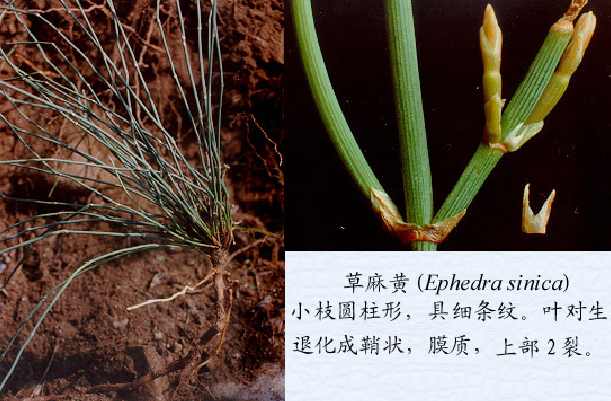 草麻黄 (Ephedra sinica)
小枝圆柱形，具细条纹。叶对生
退化成鞘状，膜质，上部 2 裂。